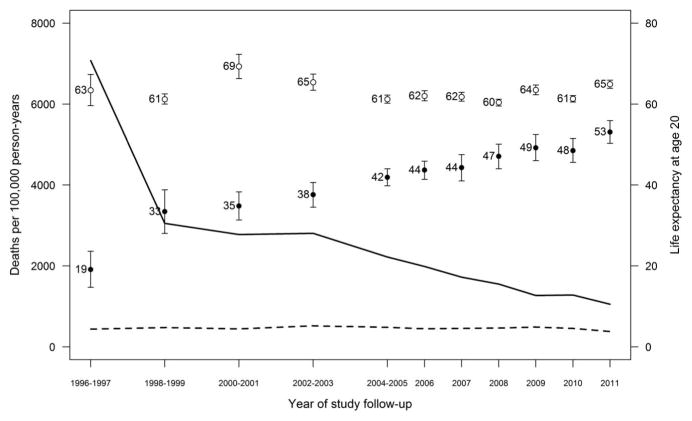 8000
6000
4000
2000
0
Deaths per 100,000 person-years
80
60
40
20
0
Life expectancy at age 20
63 61 69 65 61 62 62 60 64 61 65
19 33 35 38 42 44 44 47 49 48 53
1996-1997 1998-1999 2000-2001 2002-2003 2004-2005 2006 2007 2008 2009 2010 2011
Year of study follow-up